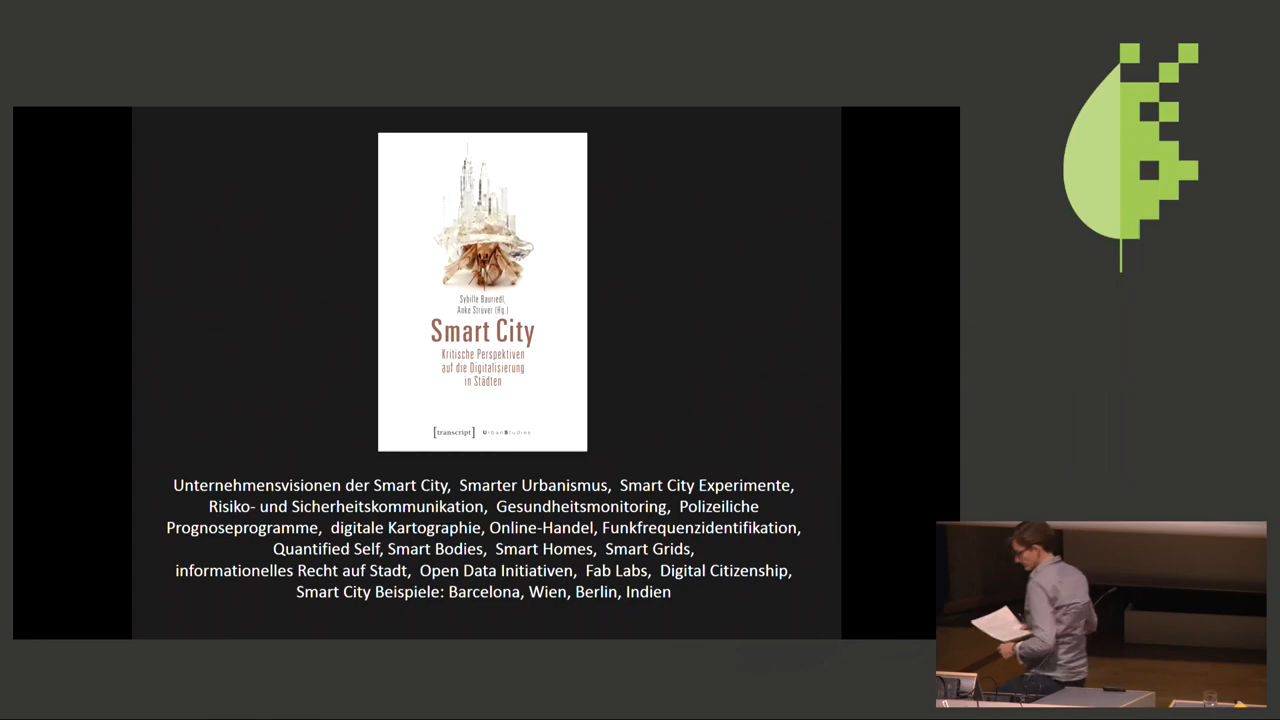 Sybille Bauriedl,
Anke Strüver (Hg.)
Smart City
Kritische Perspektiven
auf die Digitalisierung
in Städten
[transcript] UrbanStudies
Unternehmensvisionen der Smart City, Smarter Urbanismus, Smart City Experimente,
Risiko- und Sicherheitskommunikation, Gesundheitsmonitoring, Polizeiliche
Prognoseprogramme, digitale Kartographie, Online-Handel, Funkfrequenzidentifikation,
Quantified Self, Smart Bodies, Smart Homes, Smart Grids,
informationelles Recht auf Stadt, Open Data Initiativen, Fab Labs, Digital Citizenship,
Smart City Beispiele: Barcelona, Wien, Berlin, Indien